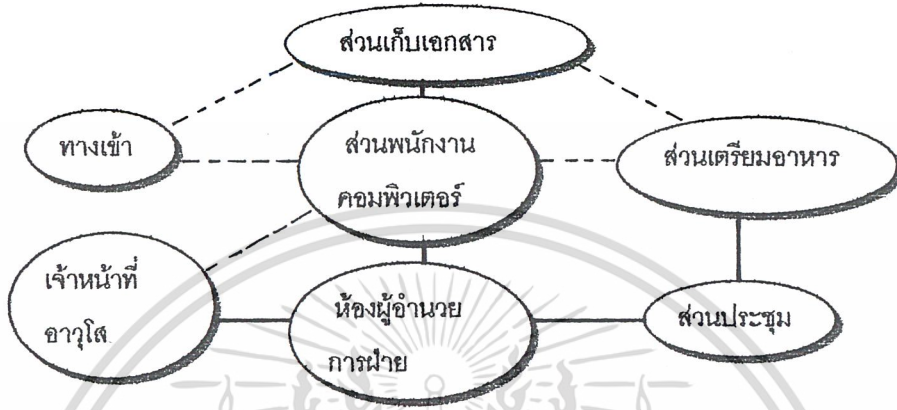 ส่วนเก็บเอกสาร
ทางเข้า
ส่วนพนักงาน
คอมพิวเตอร์
ส่วนเตรียมอาหาร
เจ้าหน้าที่
อาวุโส
ห้องผู้อำนวย
การฝ่าย
ส่วนประชุม